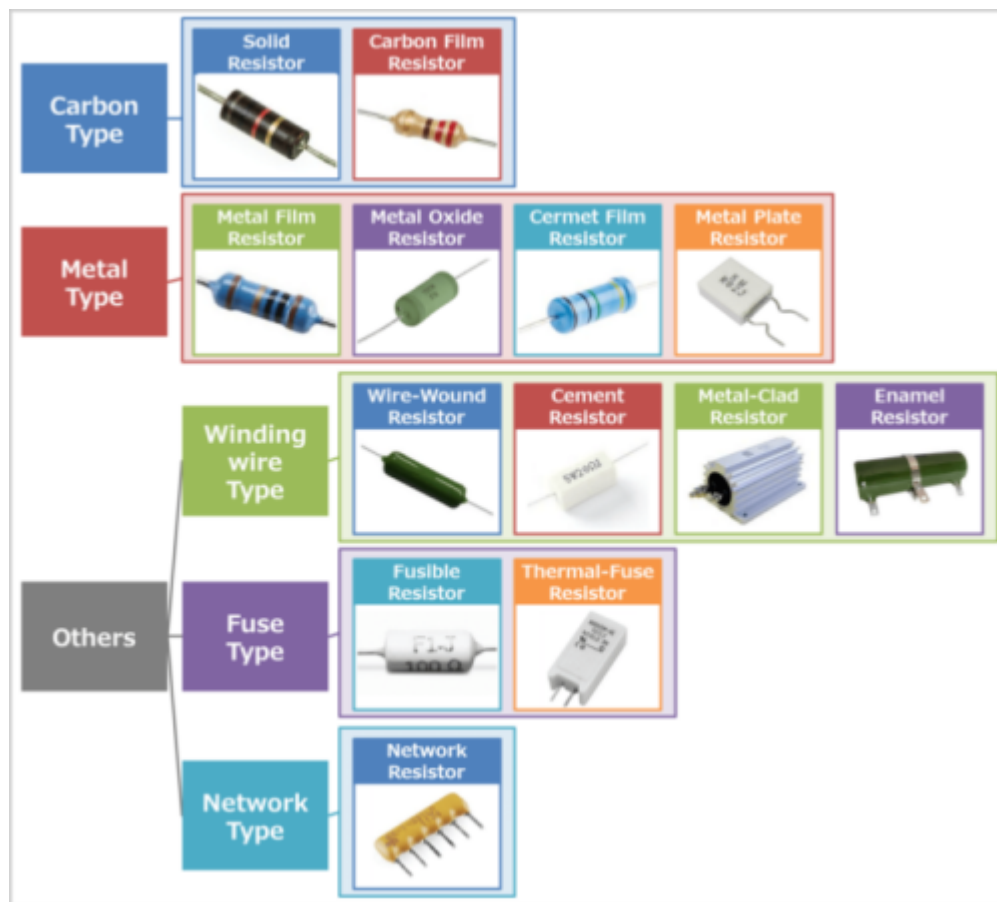 Carbon
Type
Solid
Resistor
Carbon Film
Resistor
Metal
Type
Metal Film
Resistor
Metal Oxide
Resistor
Cermet Film
Resistor
Metal Plate
Resistor
Others
Winding
wire
Type
Wire-Wound
Resistor
Cement
Resistor
Metal-Clad
Resistor
Enamel
Resistor
Fuse
Type
Fusible
Resistor
F1J
100 Ω
Thermal-Fuse
Resistor
Network
Type
Network
Resistor